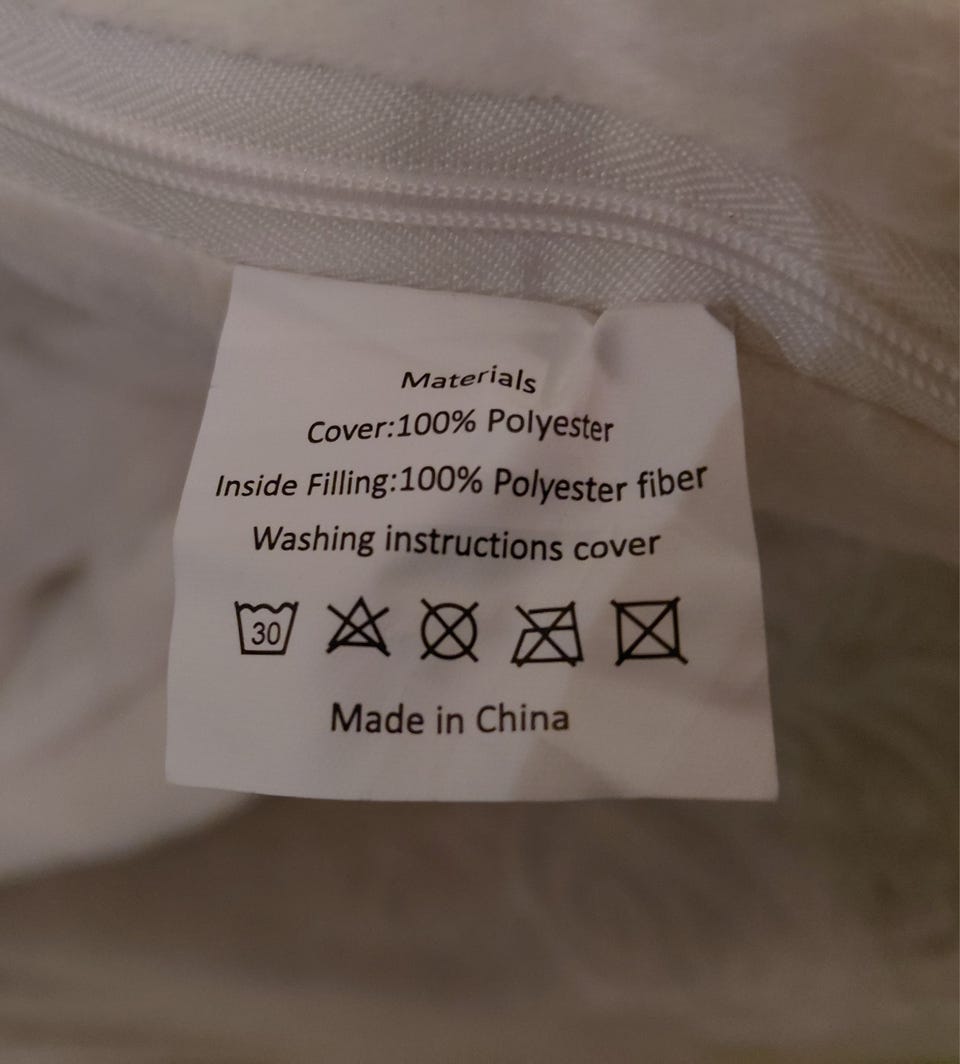 Materials
Cover:100% Polyester
Inside Filling:100% Polyester fiber
Washing instructions cover
30
Made in China